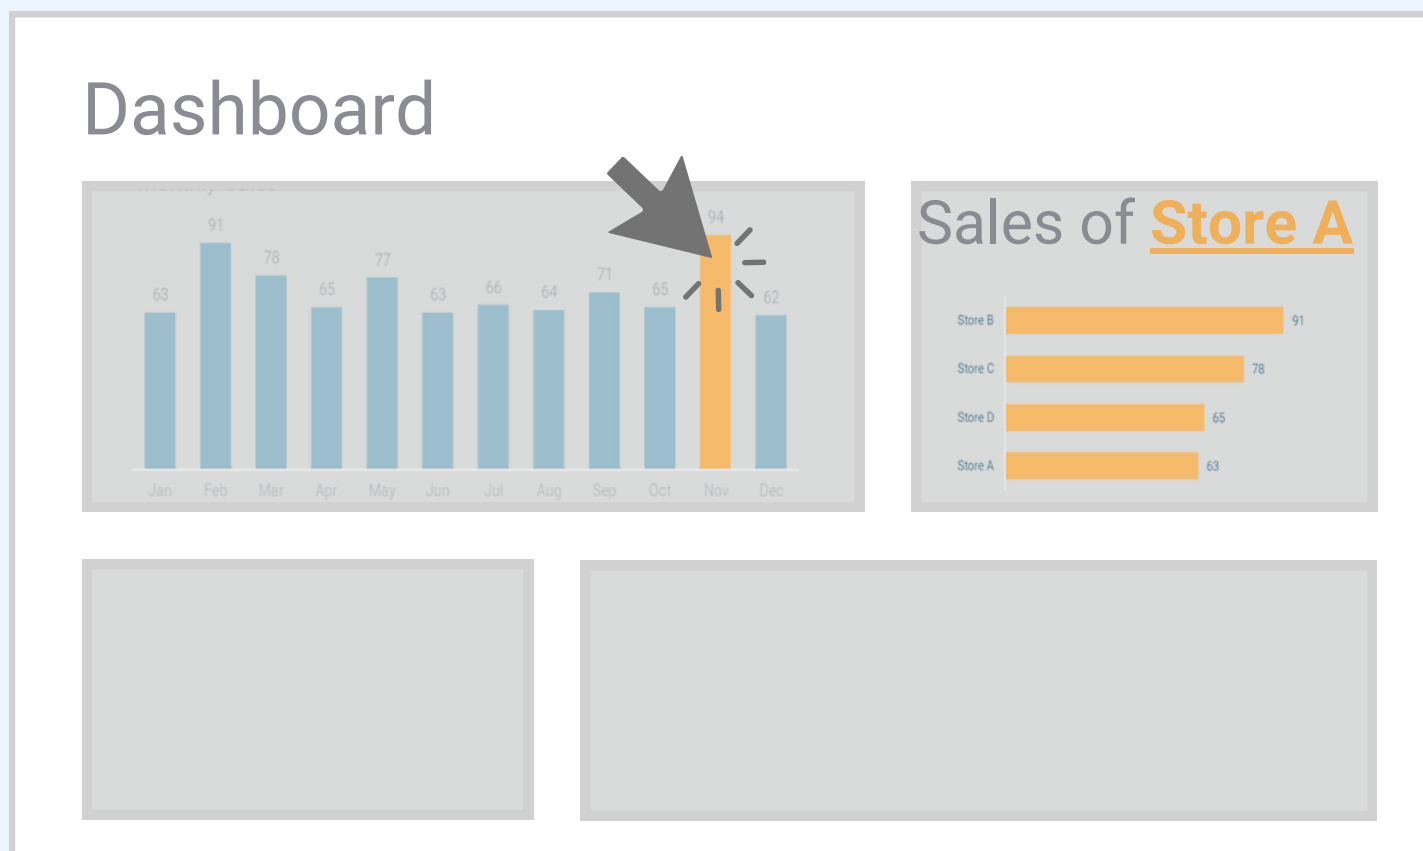 Dashboard
94
91
78
77
71
63
65
63
66
64
65
62
Jan Feb Mar Apr May Jun Jul Aug Sep Oct Nov Dec
Sales of Store A
Store B 91
Store C 78
Store D 65
Store A 63